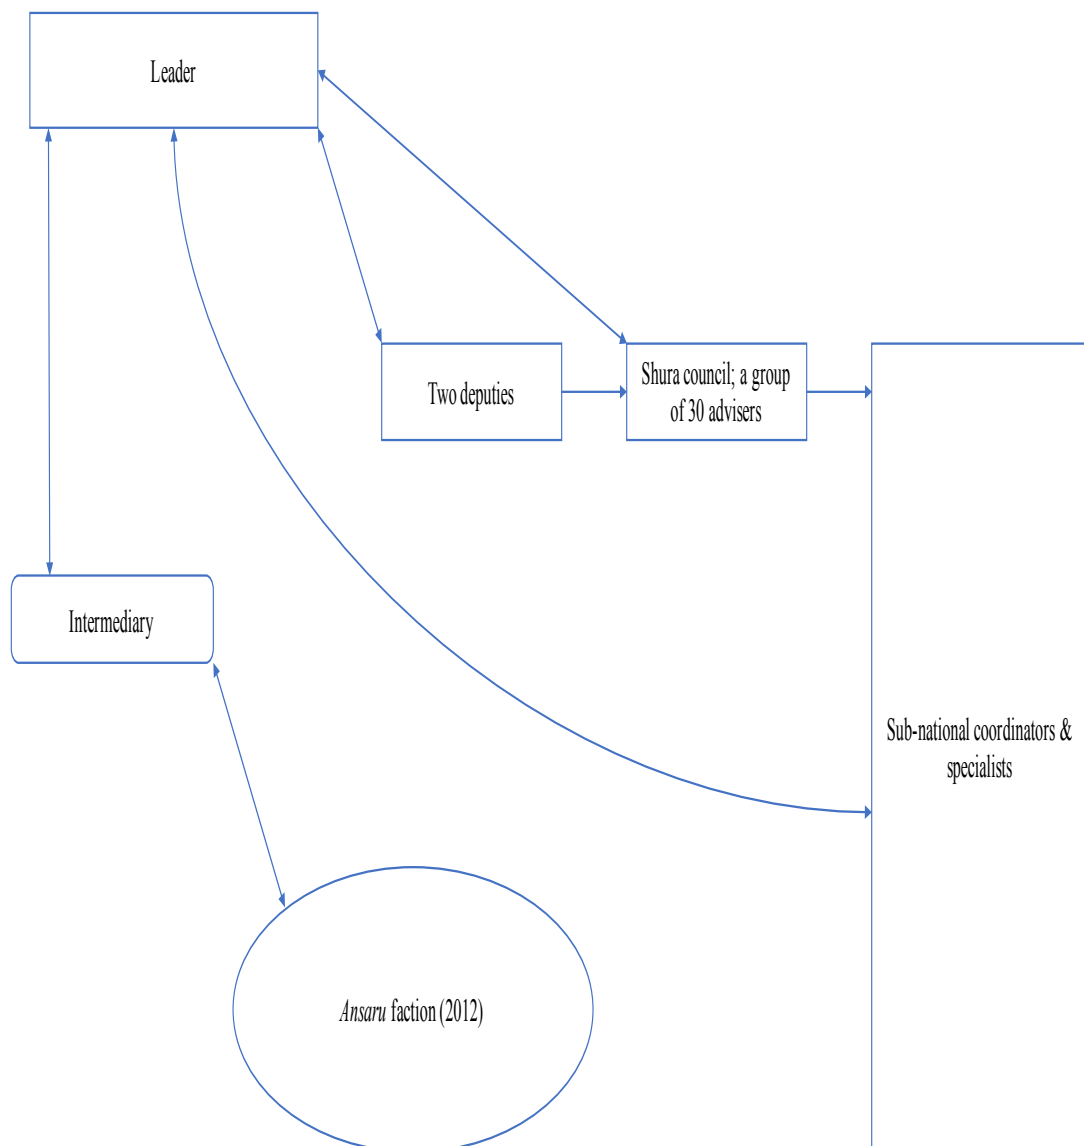 Leader
Two deputies
Shura council; a group
of 30 advisers
Intermediary
Sub-national coordinators &
specialists
Ansaru faction (2012)